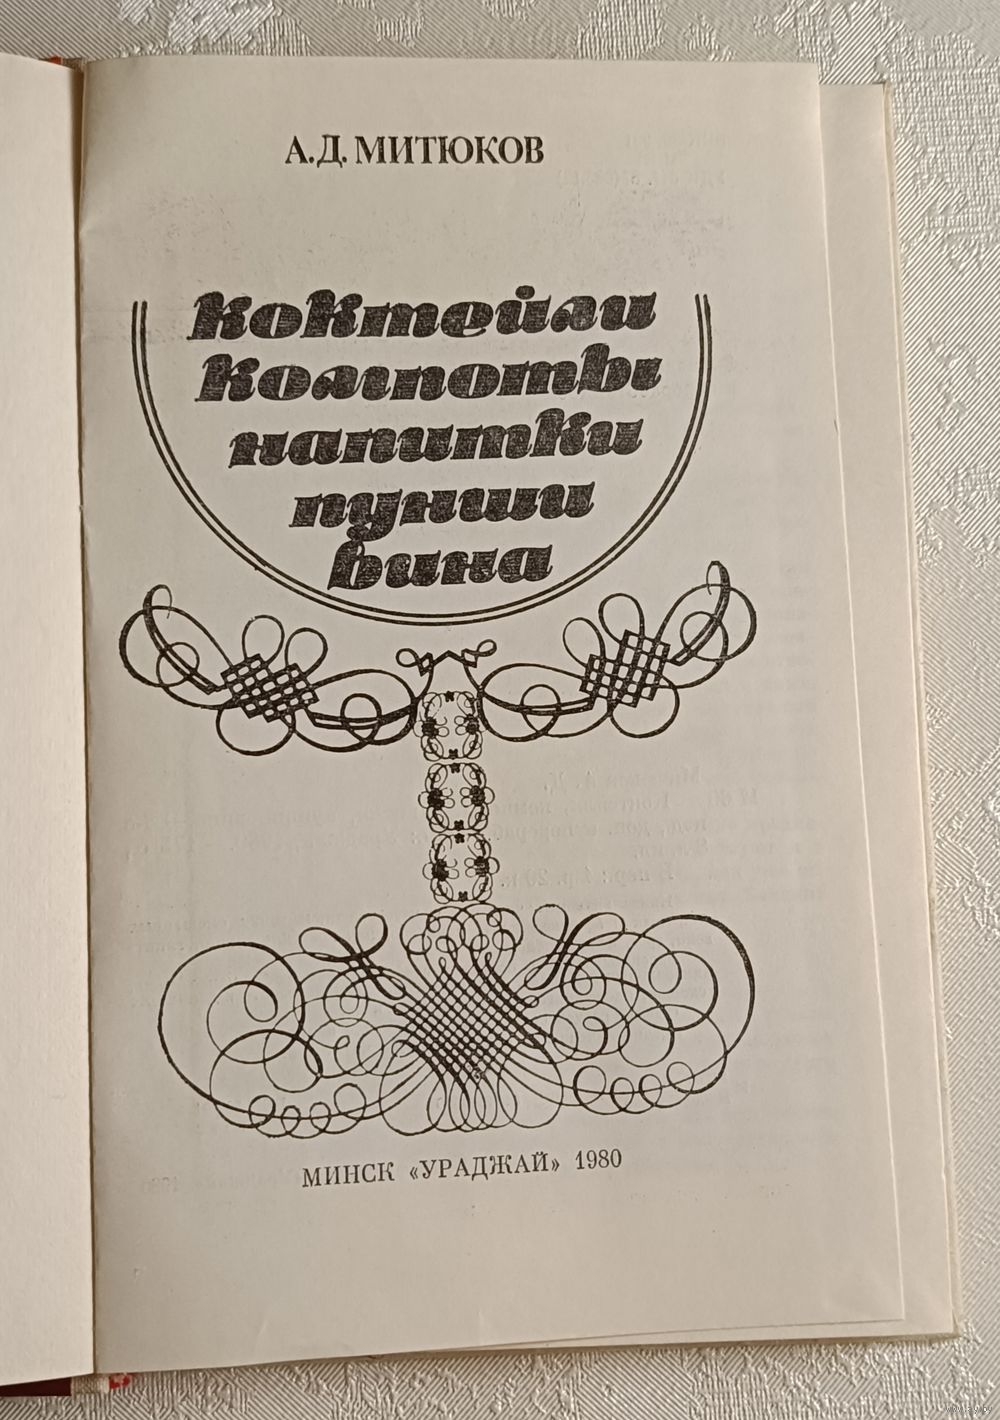 А.Д. МИТЮКОВ
коктейли
компоты
напитки
пунши
вина
МИНСК «УРАДЖАЙ» 1980